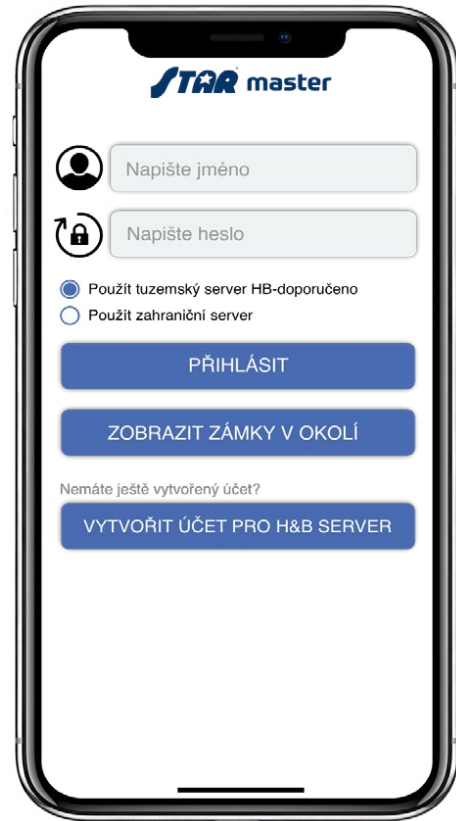 STAR master
Napište jméno
Napište heslo
Použít tuzemský server HB-doporučeno
Použít zahraniční server
PŘIHLÁSIT
ZOBRAZIT ZÁMKY V OKOLÍ
Nemáte ještě vytvořený účet?
VYTVOŘIT ÚČET PRO H&B SERVER